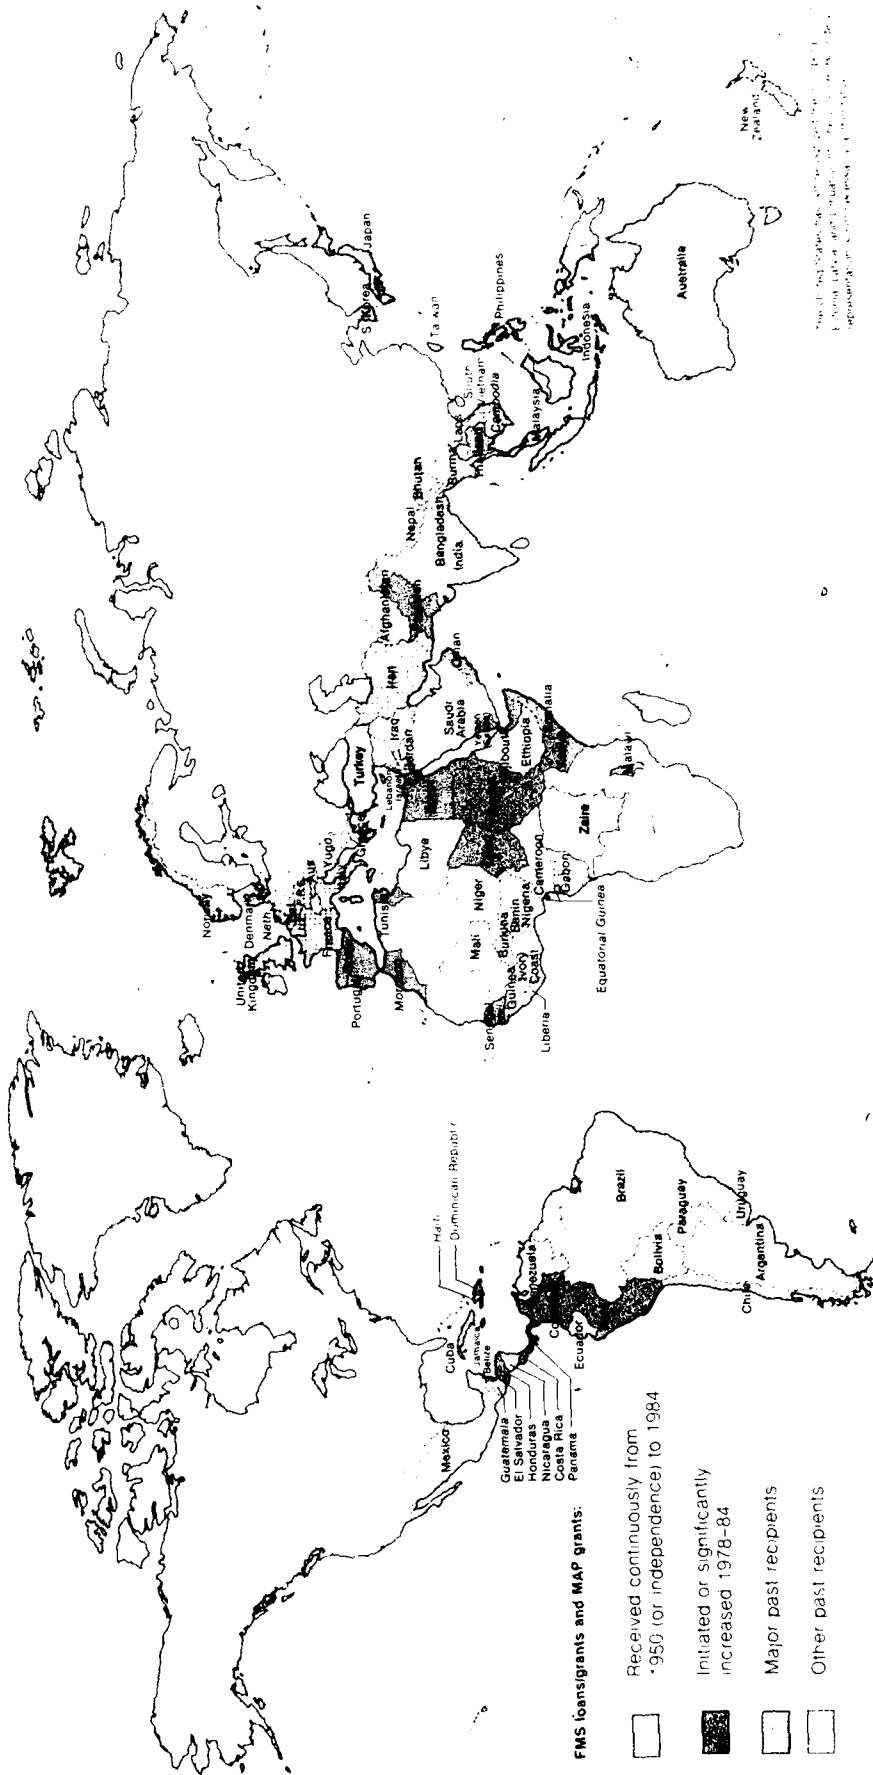 Norway
Denmark
Neth.
United
Kingdom
France
Aus
Yugo
Portugal
Tunisia
Turkey
Lebanon
Iraq
Iran
Saudi
Arabia
Oman
Libya
Niger
Mali
Burkina
Benin
Nigeria
Ivory
Coast
Guinea
Liberia
Cameroon
Gabon
Equatorial Guinea
Zaire
Malawi
Ethiopia
Nepal
Bhutan
Bangladesh
India
Burma
Laos
South
Vietnam
Cambodia
Malaysia
Indonesia
Philippines
Taiwan
S Korea
Japan
Australia
New
Zealand
Mexico
Cuba
Jamaica
Belize
Haiti
Dominican Republic
Guatemala
El Salvador
Honduras
Nicaragua
Costa Rica
Panama
Ecuador
Brazil
Bolivia
Paraguay
Uruguay
Argentina
Chile
FMS loans/grants and MAP grants:
Received continuously from
1950 (or independence) to 1984
Initiated or significantly
increased 1978-84
Major past recipients
Other past recipients